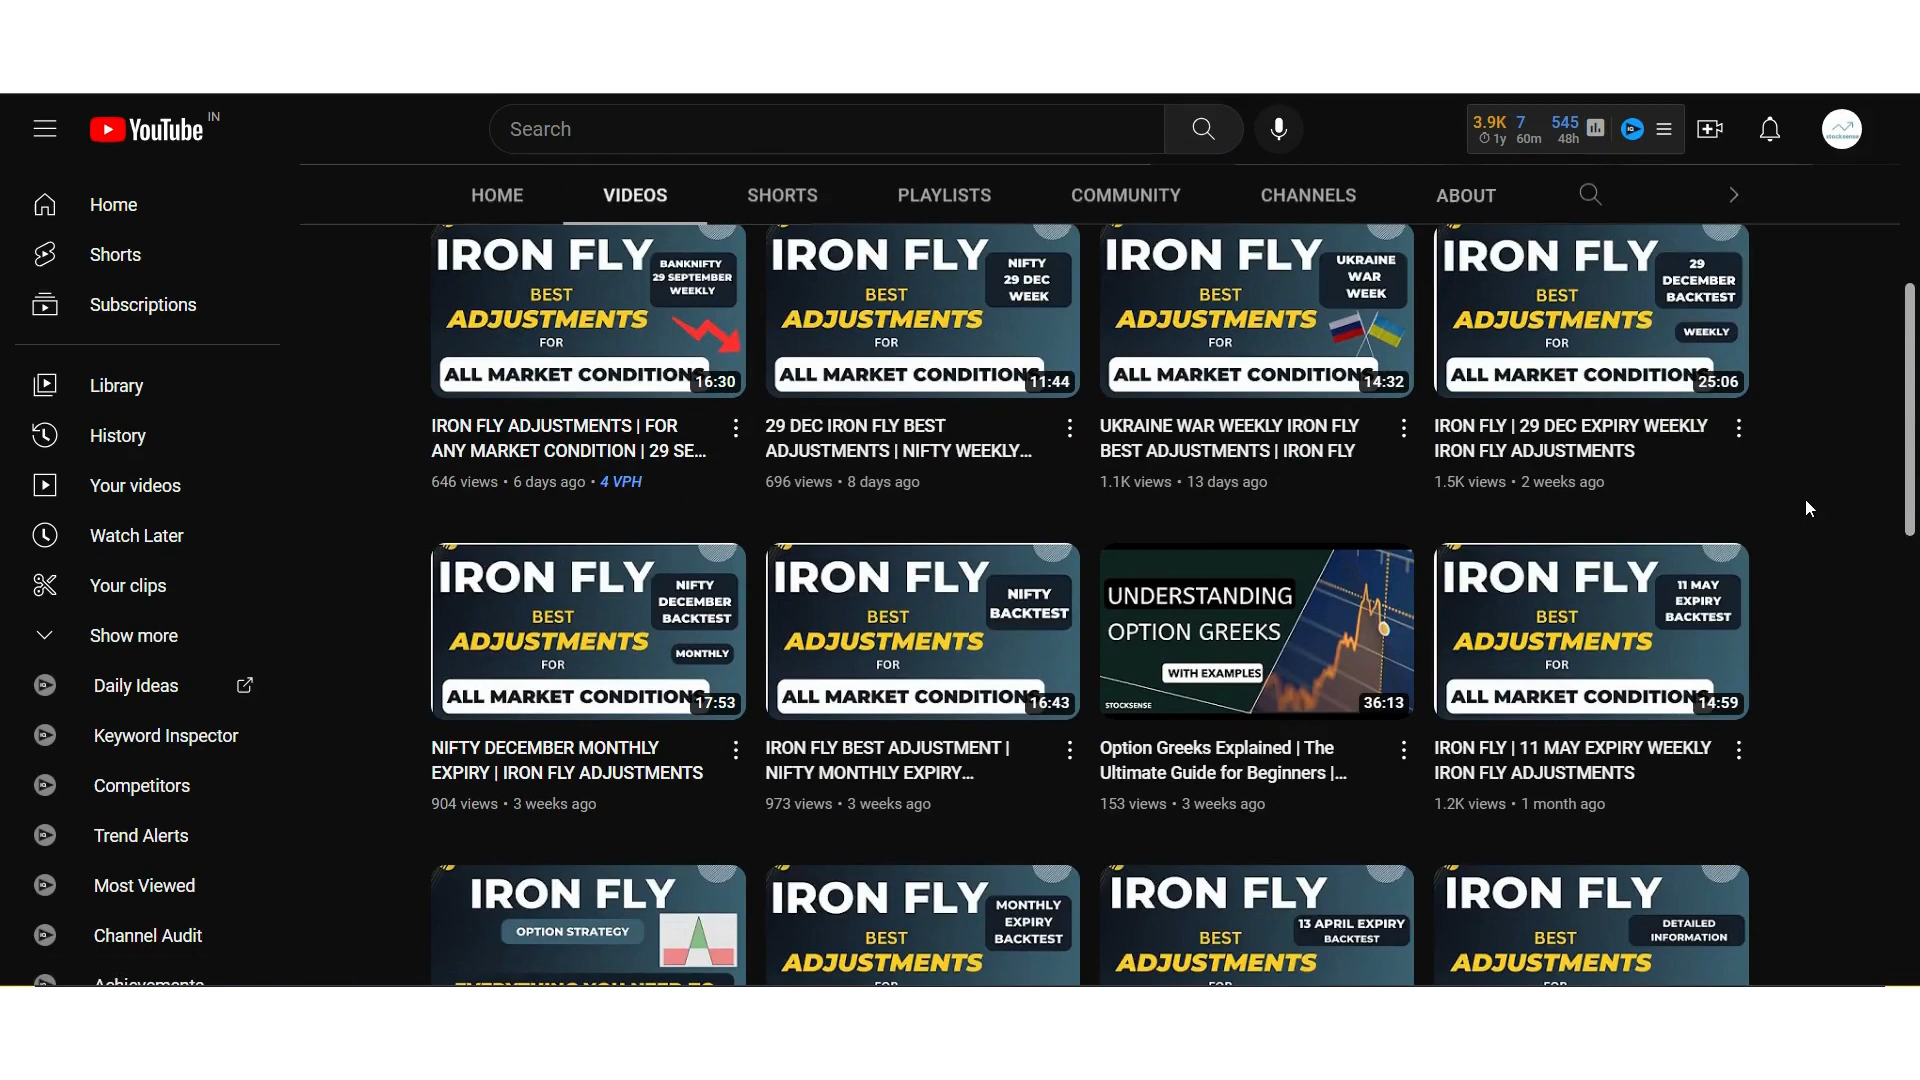 YouTube IN
Search
3.9K 7 545
1y 60m 48h
stocksense
HOME VIDEOS SHORTS PLAYLISTS COMMUNITY CHANNELS ABOUT
Home
Shorts
Subscriptions
Library
History
Your videos
Watch Later
Your clips
Show more
Daily Ideas
Keyword Inspector
Competitors
Trend Alerts
Most Viewed
Channel Audit
Achievements
IRON FLY
BANKNIFTY
29 SEPTEMBER
WEEKLY
BEST
ADJUSTMENTS
FOR
ALL MARKET CONDITIONS
16:30
IRON FLY ADJUSTMENTS | FOR
ANY MARKET CONDITION | 29 SE...
646 views • 6 days ago • 4 VPH
IRON FLY
NIFTY
29 DEC
WEEK
BEST
ADJUSTMENTS
FOR
ALL MARKET CONDITIONS
11:44
29 DEC IRON FLY BEST
ADJUSTMENTS | NIFTY WEEKLY...
696 views • 8 days ago
IRON FLY
UKRAINE
WAR
WEEK
BEST
ADJUSTMENTS
FOR
ALL MARKET CONDITIONS
14:32
UKRAINE WAR WEEKLY IRON FLY
BEST ADJUSTMENTS | IRON FLY
1.1K views • 13 days ago
IRON FLY
29
DECEMBER
BACKTEST
WEEKLY
BEST
ADJUSTMENTS
FOR
ALL MARKET CONDITIONS
25:06
IRON FLY | 29 DEC EXPIRY WEEKLY
IRON FLY ADJUSTMENTS
1.5K views • 2 weeks ago
IRON FLY
NIFTY
DECEMBER
BACKTEST
MONTHLY
BEST
ADJUSTMENTS
FOR
ALL MARKET CONDITIONS
17:53
NIFTY DECEMBER MONTHLY
EXPIRY | IRON FLY ADJUSTMENTS
904 views • 3 weeks ago
IRON FLY
NIFTY
BACKTEST
BEST
ADJUSTMENTS
FOR
ALL MARKET CONDITIONS
16:43
IRON FLY BEST ADJUSTMENT |
NIFTY MONTHLY EXPIRY...
973 views • 3 weeks ago
UNDERSTANDING
OPTION GREEKS
WITH EXAMPLES
STOCKSENSE
36:13
Option Greeks Explained | The
Ultimate Guide for Beginners |...
153 views • 3 weeks ago
IRON FLY
11 MAY
EXPIRY
BACKTEST
BEST
ADJUSTMENTS
FOR
ALL MARKET CONDITIONS
14:59
IRON FLY | 11 MAY EXPIRY WEEKLY
IRON FLY ADJUSTMENTS
1.2K views • 1 month ago
IRON FLY
OPTION STRATEGY
EVERYTHING YOU NEED TO
IRON FLY
MONTHLY
EXPIRY
BACKTEST
BEST
ADJUSTMENTS
FOR
IRON FLY
13 APRIL EXPIRY
BACKTEST
BEST
ADJUSTMENTS
FOR
IRON FLY
DETAILED
INFORMATION
BEST
ADJUSTMENTS
FOR